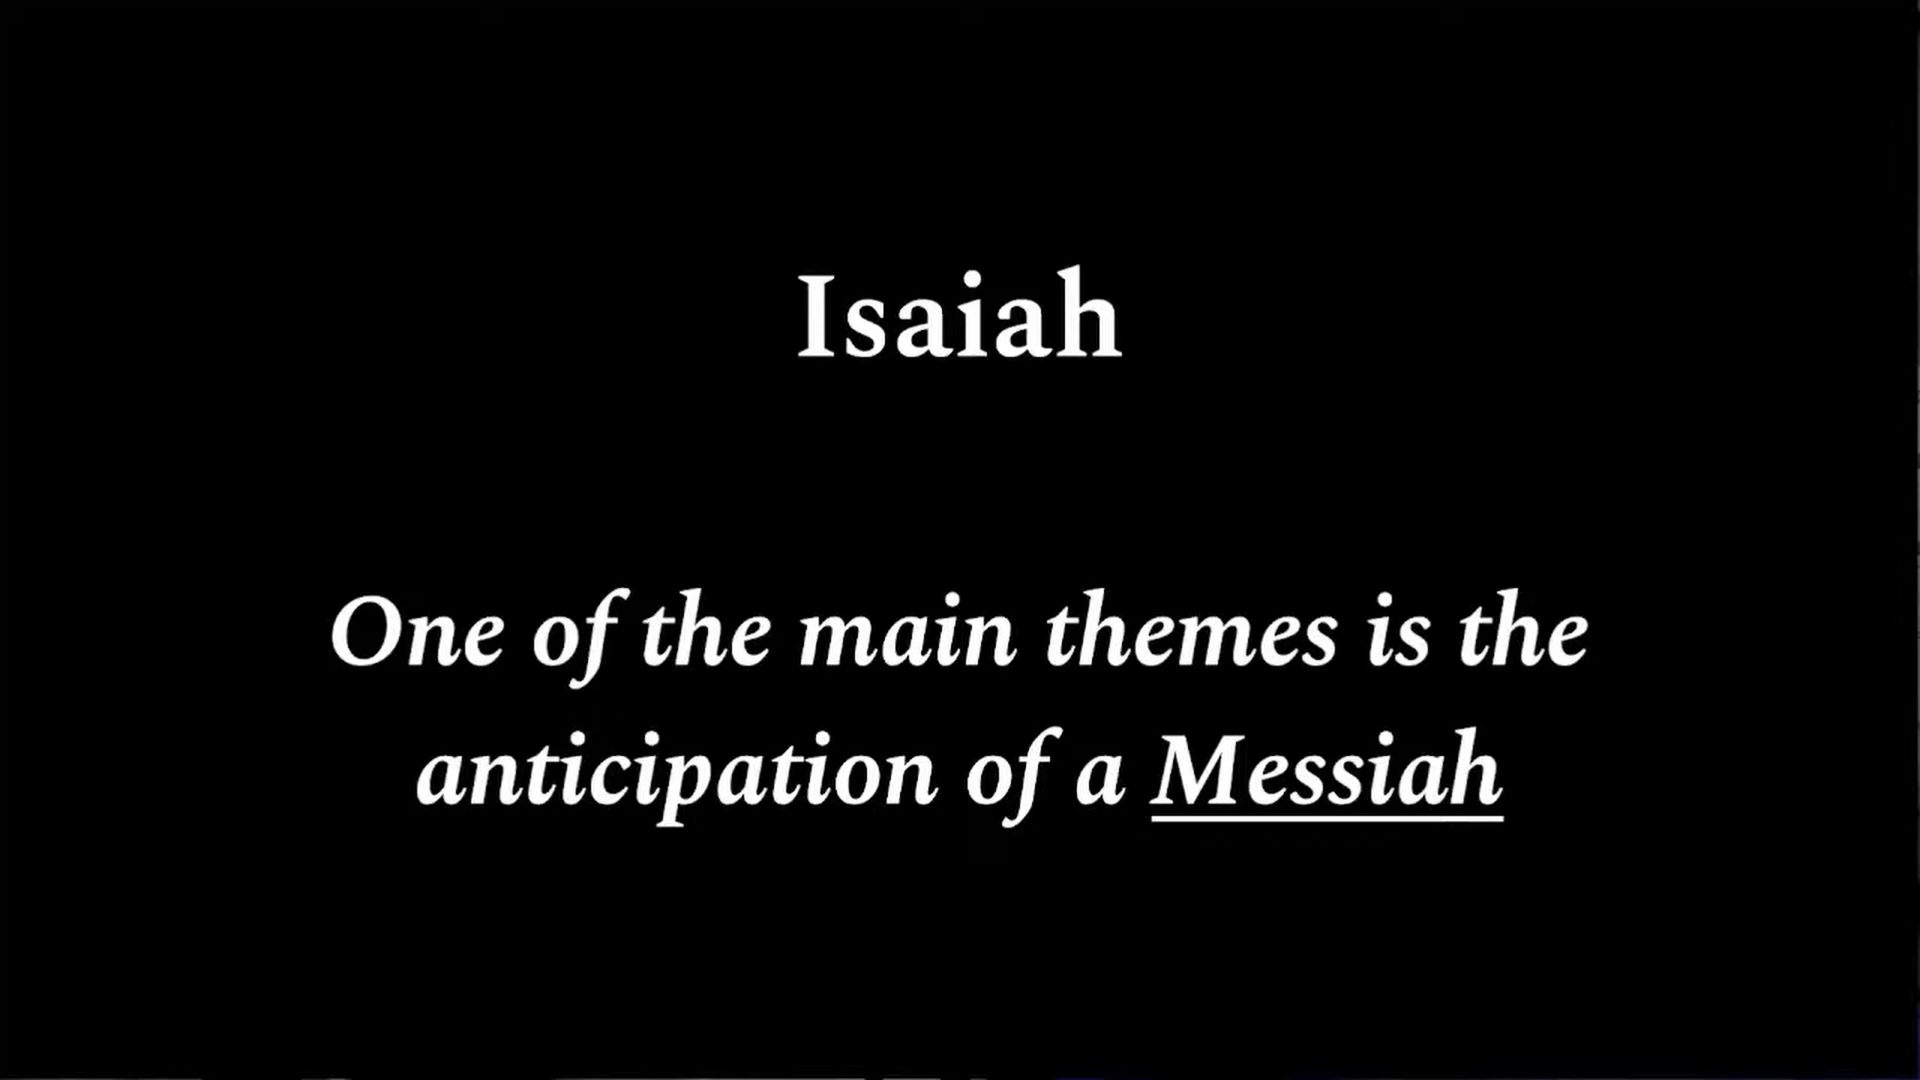 Isaiah
One of the main themes is the
anticipation of a Messiah